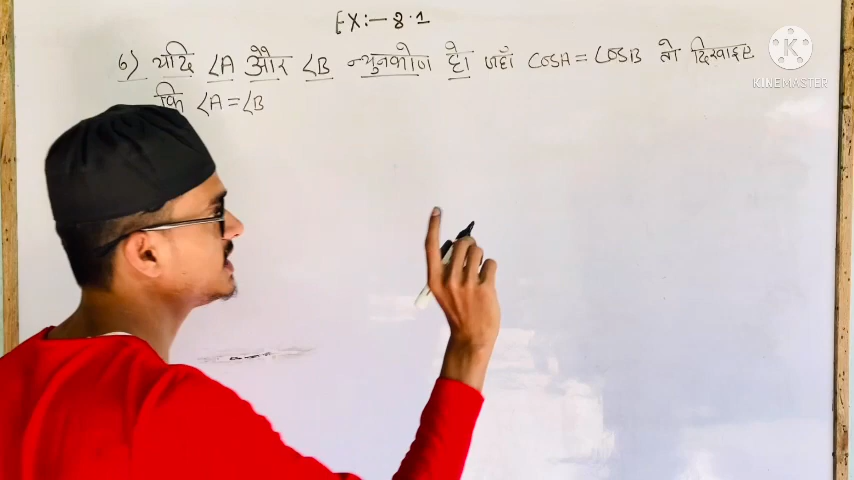 EX:- 8.1
6) यदि ∠A और ∠B न्युनकोण हो जहाँ CosA = CosB तो दिखाइए
कि ∠A = ∠B
K
KINEMASTER